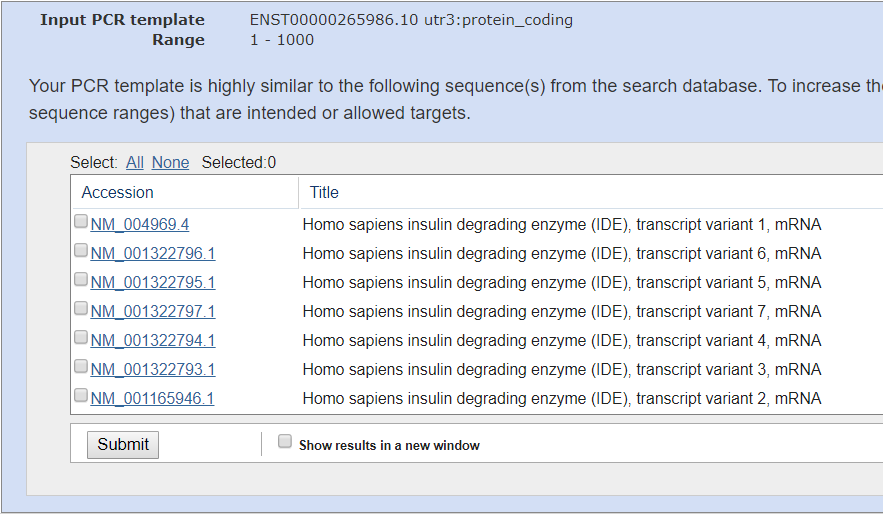 Input PCR template ENST00000265986.10 utr3:protein_coding
Range 1 - 1000
Your PCR template is highly similar to the following sequence(s) from the search database. To increase the
sequence ranges) that are intended or allowed targets.
Select: All None Selected:0
Accession Title
NM_004969.4 Homo sapiens insulin degrading enzyme (IDE), transcript variant 1, mRNA
NM_001322796.1 Homo sapiens insulin degrading enzyme (IDE), transcript variant 6, mRNA
NM_001322795.1 Homo sapiens insulin degrading enzyme (IDE), transcript variant 5, mRNA
NM_001322797.1 Homo sapiens insulin degrading enzyme (IDE), transcript variant 7, mRNA
NM_001322794.1 Homo sapiens insulin degrading enzyme (IDE), transcript variant 4, mRNA
NM_001322793.1 Homo sapiens insulin degrading enzyme (IDE), transcript variant 3, mRNA
NM_001165946.1 Homo sapiens insulin degrading enzyme (IDE), transcript variant 2, mRNA
Submit Show results in a new window